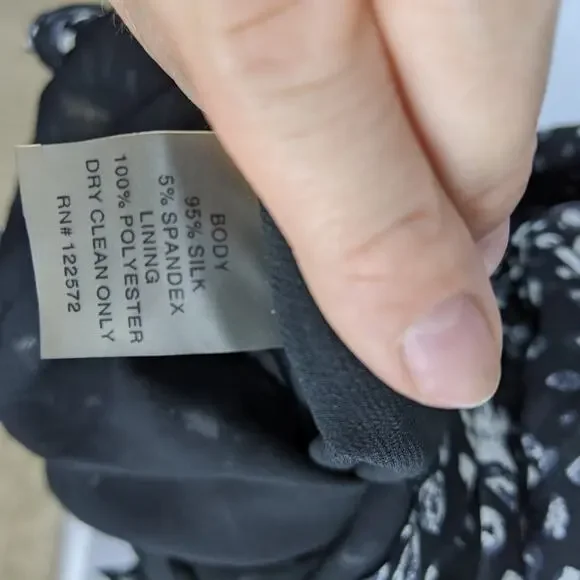 BODY
95% SILK
5% SPANDEX
LINING
100% POLYESTER
DRY CLEAN ONLY
RN# 122572